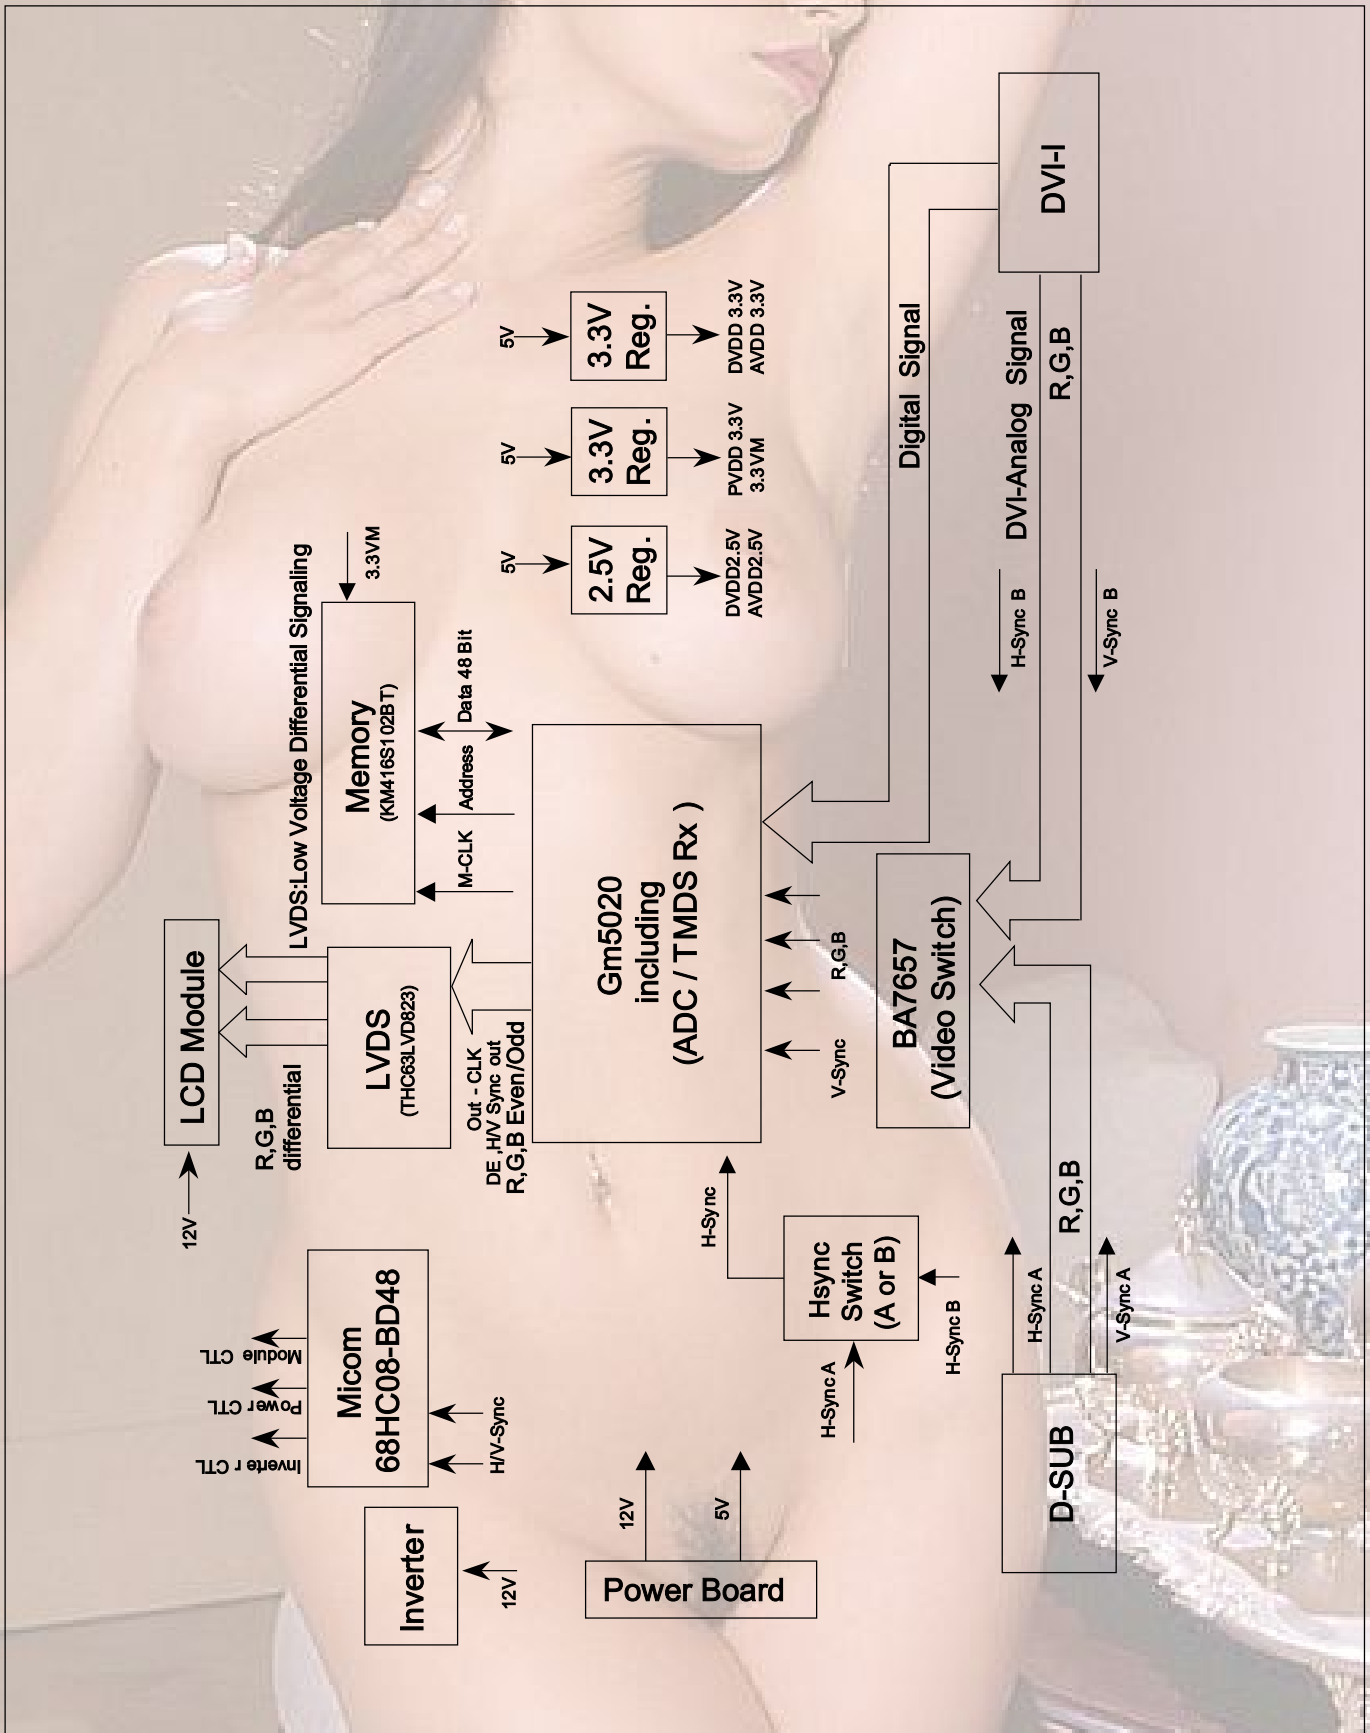 DVI-I
Digital Signal
DVI-Analog Signal
R,G,B
H-Sync B
V-Sync B
5V
3.3V
Reg.
DVDD 3.3V
AVDD 3.3V
5V
3.3V
Reg.
PVDD 3.3V
3.3VM
5V
2.5V
Reg.
DVDD2.5V
AVDD2.5V
LVDS:Low Voltage Differential Signaling
3.3VM
Memory
(KM416S102BT)
M-CLK
Address
Data 48 Bit
LCD Module
12V
R,G,B
differential
LVDS
(THC63LVD823)
Out - CLK
DE ,H/V Sync out
R,G,B Even/Odd
Gm5020
including
(ADC / TMDS Rx )
V-Sync
R,G,B
BA7657
(Video Switch)
H-Sync
Hsync
Switch
(A or B)
H-Sync A
H-Sync B
H-Sync A
R,G,B
V-Sync A
D-SUB
Module CTL
Power CTL
Inverter CTL
Micom
68HC08-BD48
H/V-Sync
Inverter
12V
12V
5V
Power Board